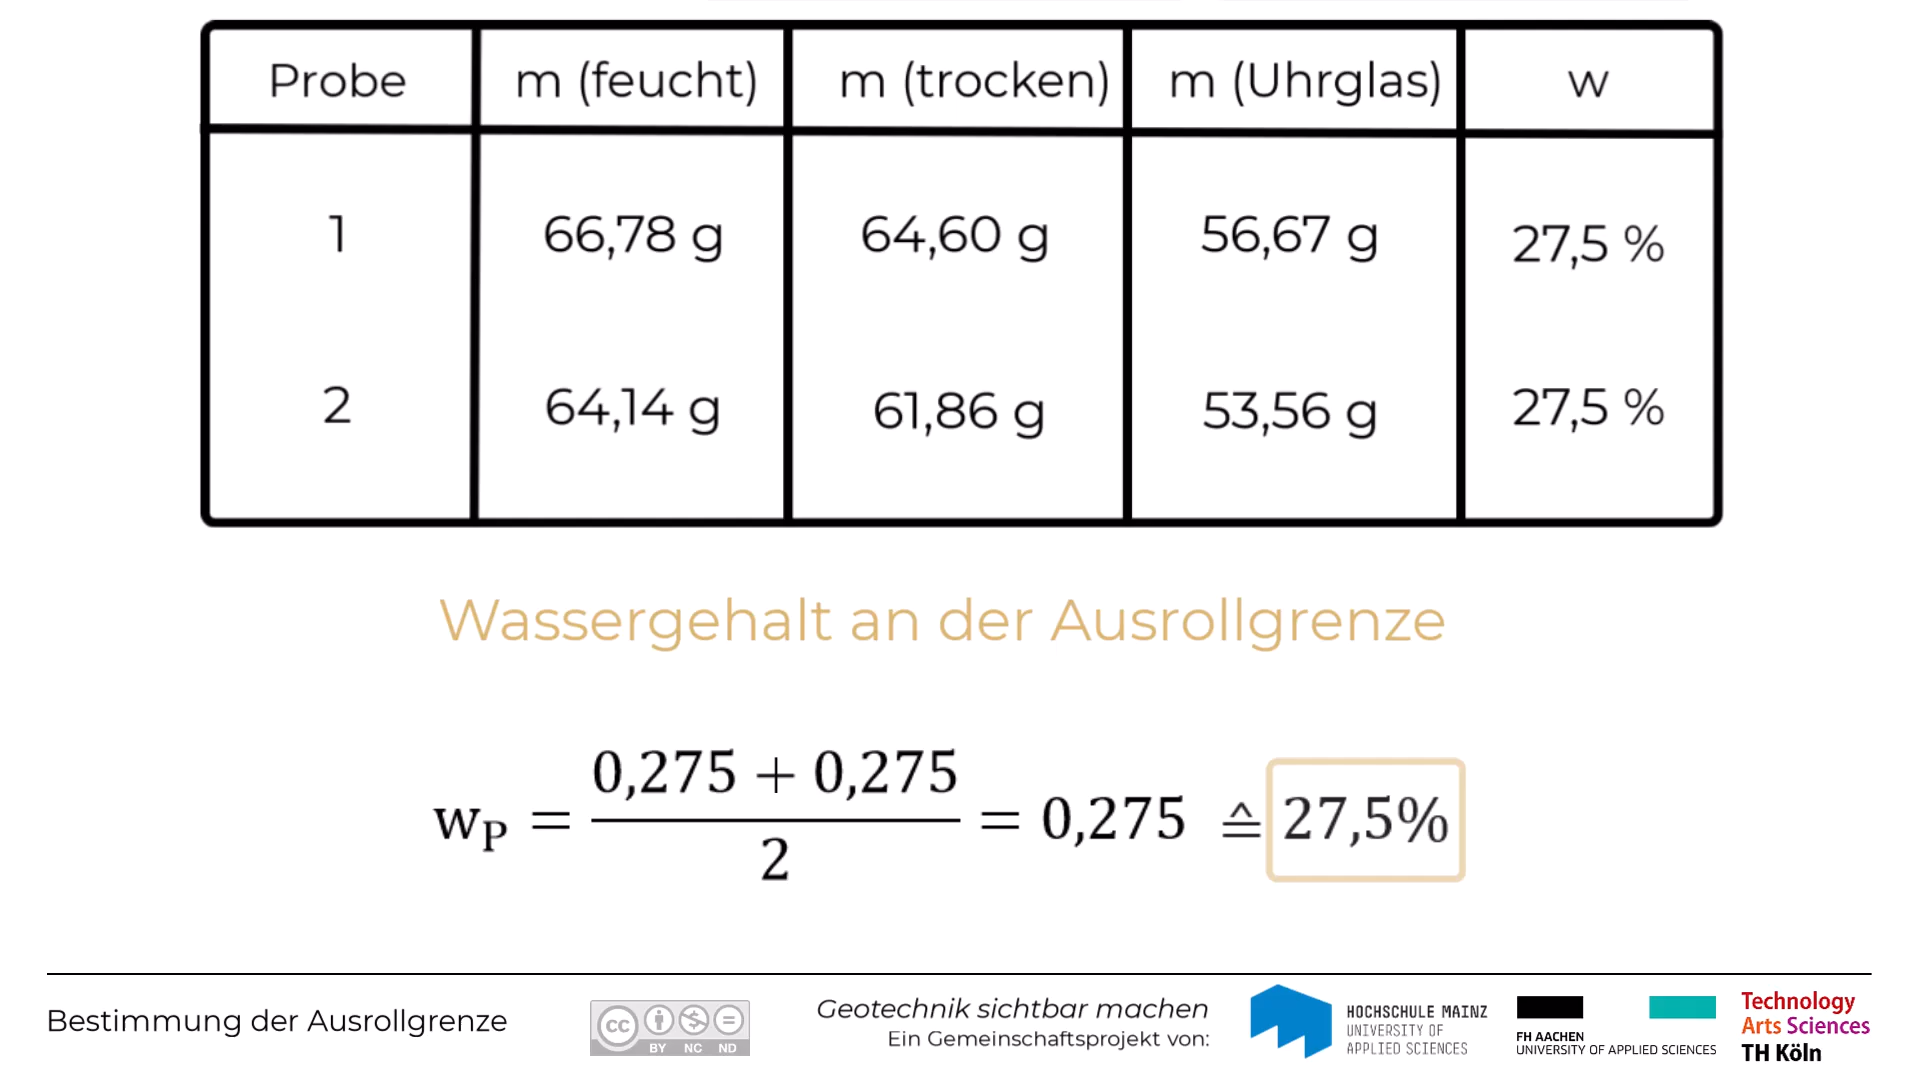 Probe m (feucht) m (trocken) m (Uhrglas) w
1 66,78 g 64,60 g 56,67 g 27,5 %
2 64,14 g 61,86 g 53,56 g 27,5 %
Wassergehalt an der Ausrollgrenze
w_P = (0,275 + 0,275) / 2 = 0,275 ≙ 27,5%
Bestimmung der Ausrollgrenze
cc BY NC ND
Geotechnik sichtbar machen
Ein Gemeinschaftsprojekt von:
HOCHSCHULE MAINZ
UNIVERSITY OF
APPLIED SCIENCES
FH AACHEN
UNIVERSITY OF APPLIED SCIENCES
Technology
Arts Sciences
TH Köln